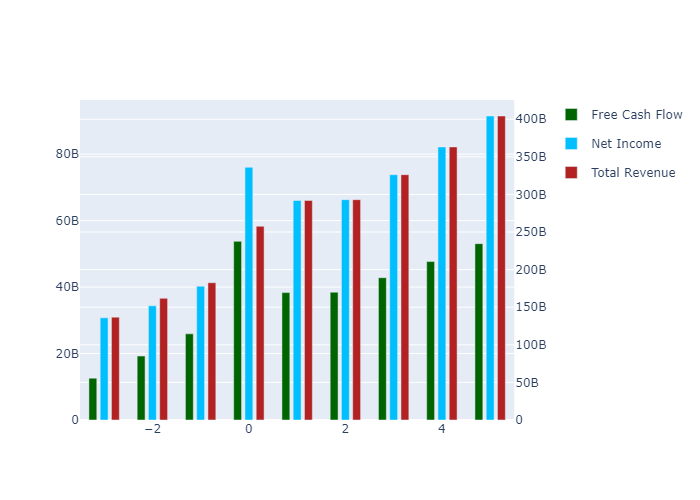 Free Cash Flow
Net Income
Total Revenue
80B
60B
40B
20B
0
400B
350B
300B
250B
200B
150B
100B
50B
0
−2
0
2
4